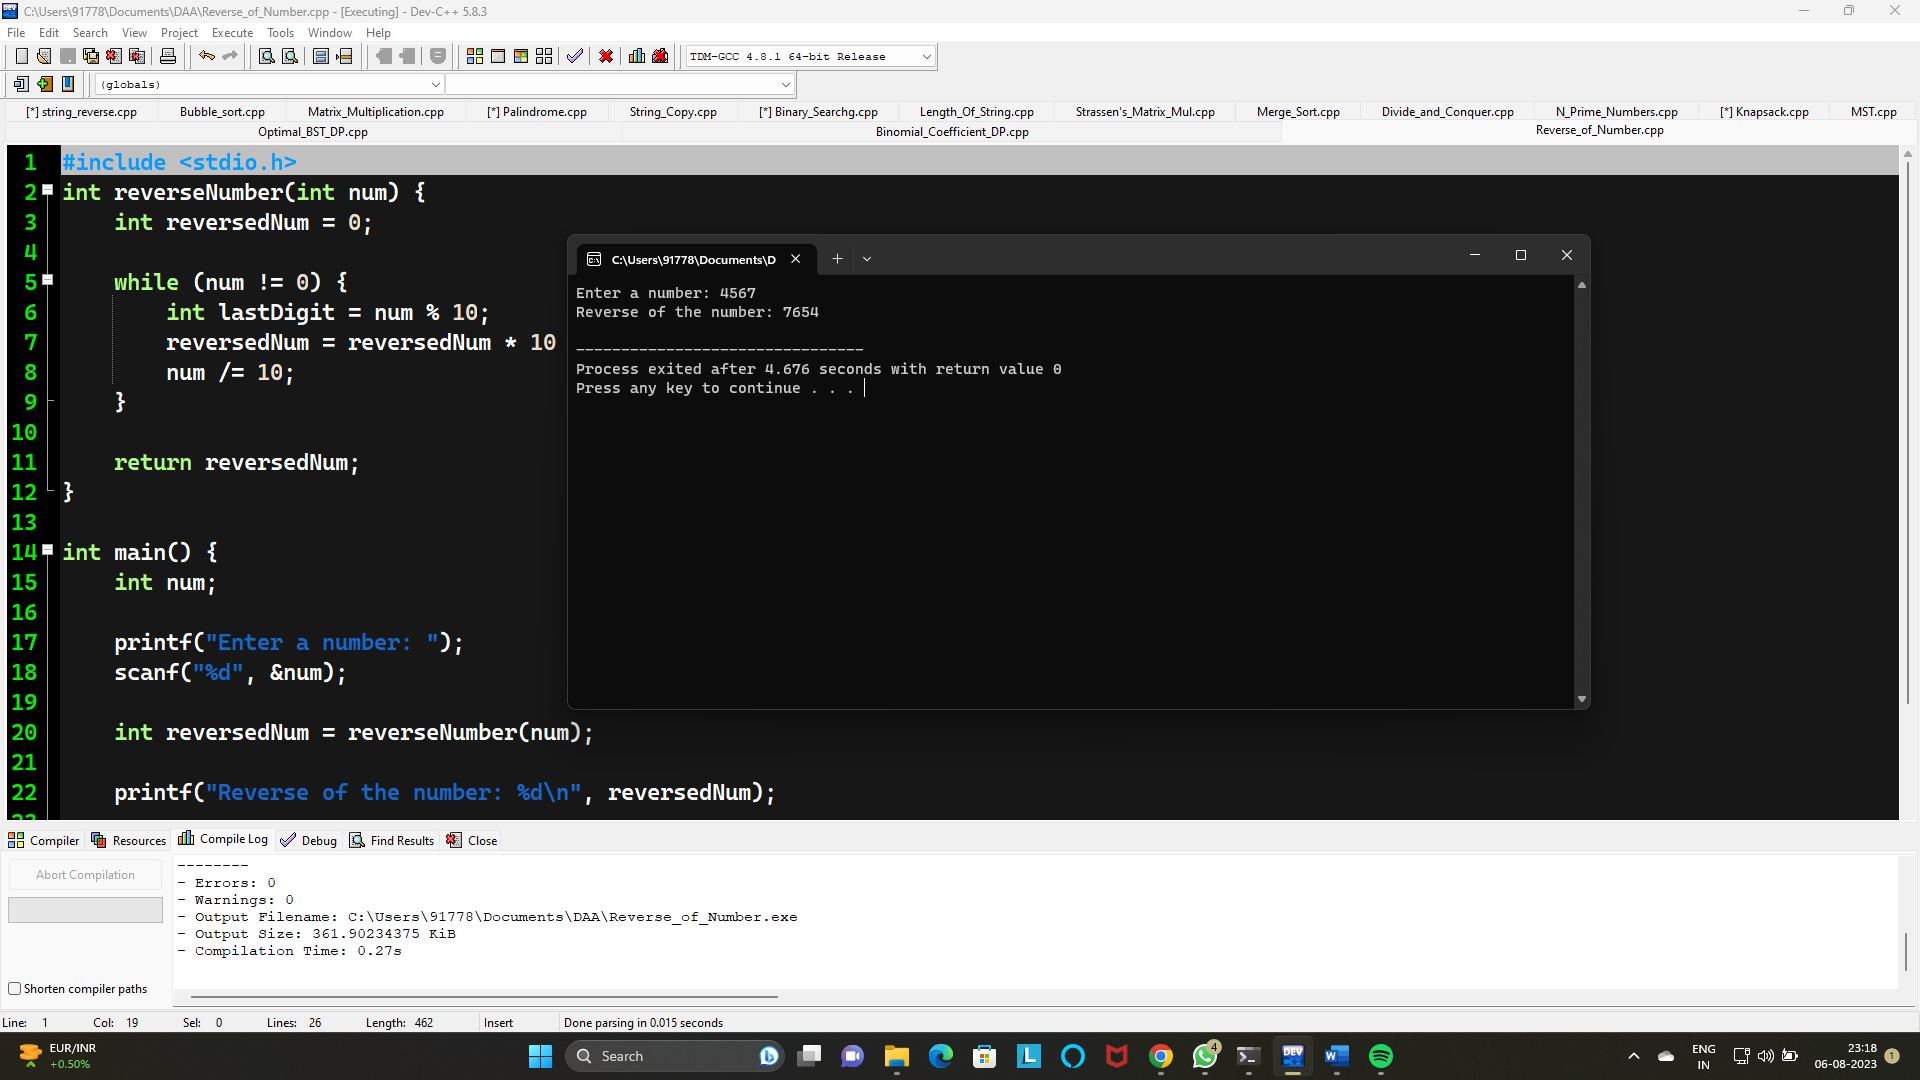 C:\Users\91778\Documents\DAA\Reverse_of_Number.cpp - [Executing] - Dev-C++ 5.8.3
File Edit Search View Project Execute Tools Window Help
TDM-GCC 4.8.1 64-bit Release
(globals)
[*] string_reverse.cpp Bubble_sort.cpp Matrix_Multiplication.cpp [*] Palindrome.cpp String_Copy.cpp [*] Binary_Searchg.cpp Length_Of_String.cpp Strassen's_Matrix_Mul.cpp Merge_Sort.cpp Divide_and_Conquer.cpp N_Prime_Numbers.cpp [*] Knapsack.cpp MST.cpp
Optimal_BST_DP.cpp Binomial_Coefficient_DP.cpp Reverse_of_Number.cpp
1 #include <stdio.h>
2 int reverseNumber(int num) {
3 int reversedNum = 0;
4
5 while (num != 0) {
6 int lastDigit = num % 10;
7 reversedNum = reversedNum * 10
8 num /= 10;
9 }
10
11 return reversedNum;
12 }
13
14 int main() {
15 int num;
16
17 printf("Enter a number: ");
18 scanf("%d", &num);
19
20 int reversedNum = reverseNumber(num);
21
22 printf("Reverse of the number: %d\n", reversedNum);
C:\Users\91778\Documents\D
Enter a number: 4567
Reverse of the number: 7654
--------------------------------
Process exited after 4.676 seconds with return value 0
Press any key to continue . . .
Compiler Resources Compile Log Debug Find Results Close
Abort Compilation
Shorten compiler paths
--------
- Errors: 0
- Warnings: 0
- Output Filename: C:\Users\91778\Documents\DAA\Reverse_of_Number.exe
- Output Size: 361.90234375 KiB
- Compilation Time: 0.27s
Line: 1 Col: 19 Sel: 0 Lines: 26 Length: 462 Insert Done parsing in 0.015 seconds
EUR/INR
+0.50%
Search
4
DEV
ENG
IN
23:18
06-08-2023
1